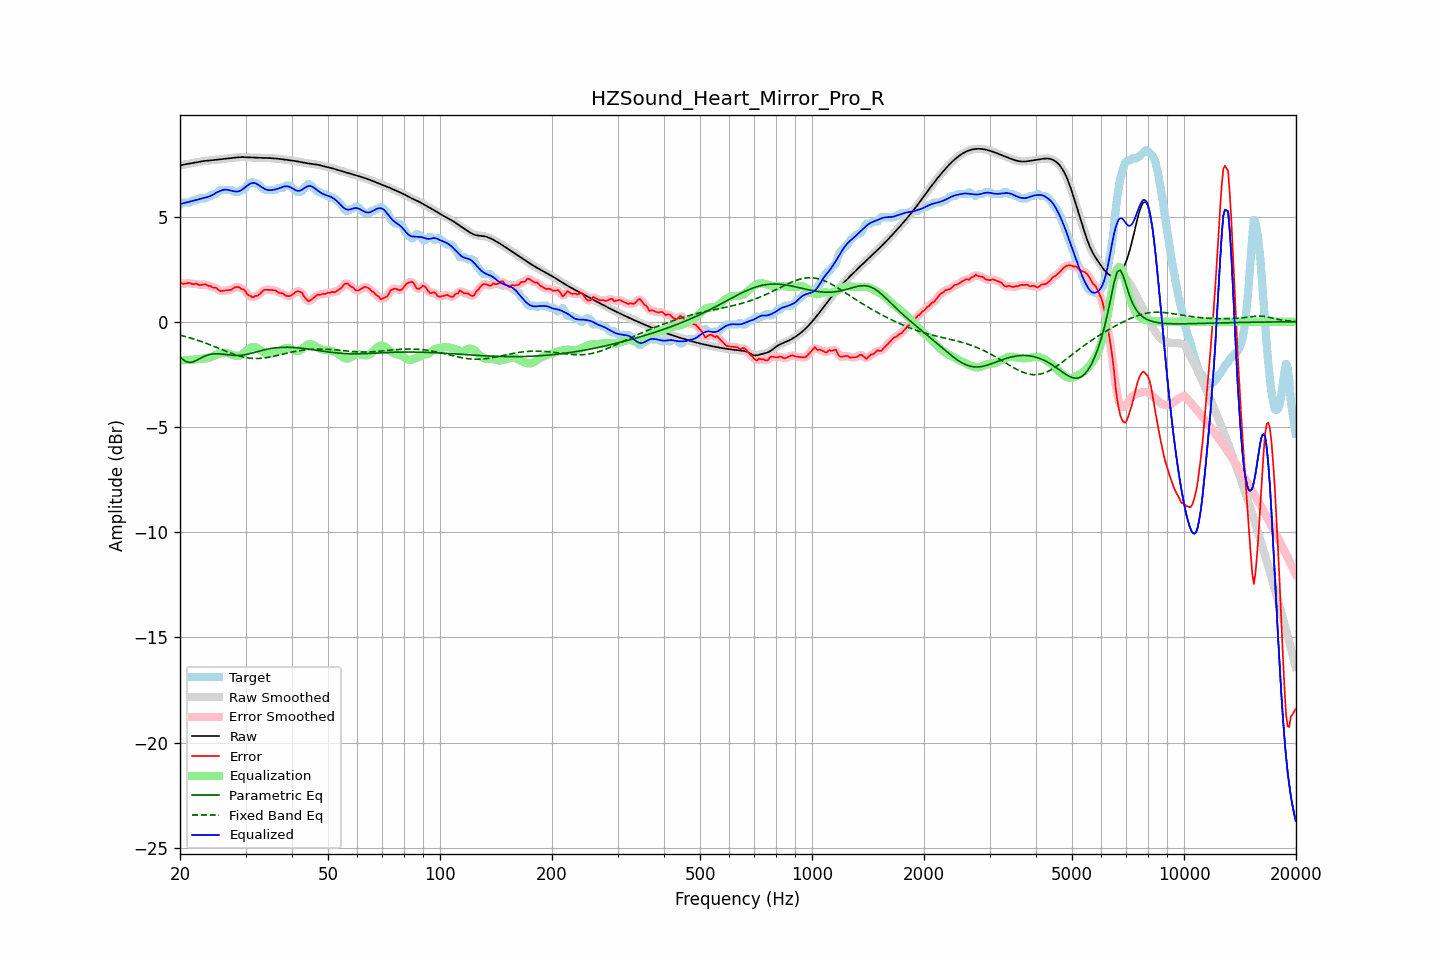 HZSound_Heart_Mirror_Pro_R
5
0
−5
−10
−15
−20
−25
Amplitude (dBr)
Target
Raw Smoothed
Error Smoothed
Raw
Error
Equalization
Parametric Eq
Fixed Band Eq
Equalized
20 50 100 200 500 1000 2000 5000 10000 20000
Frequency (Hz)